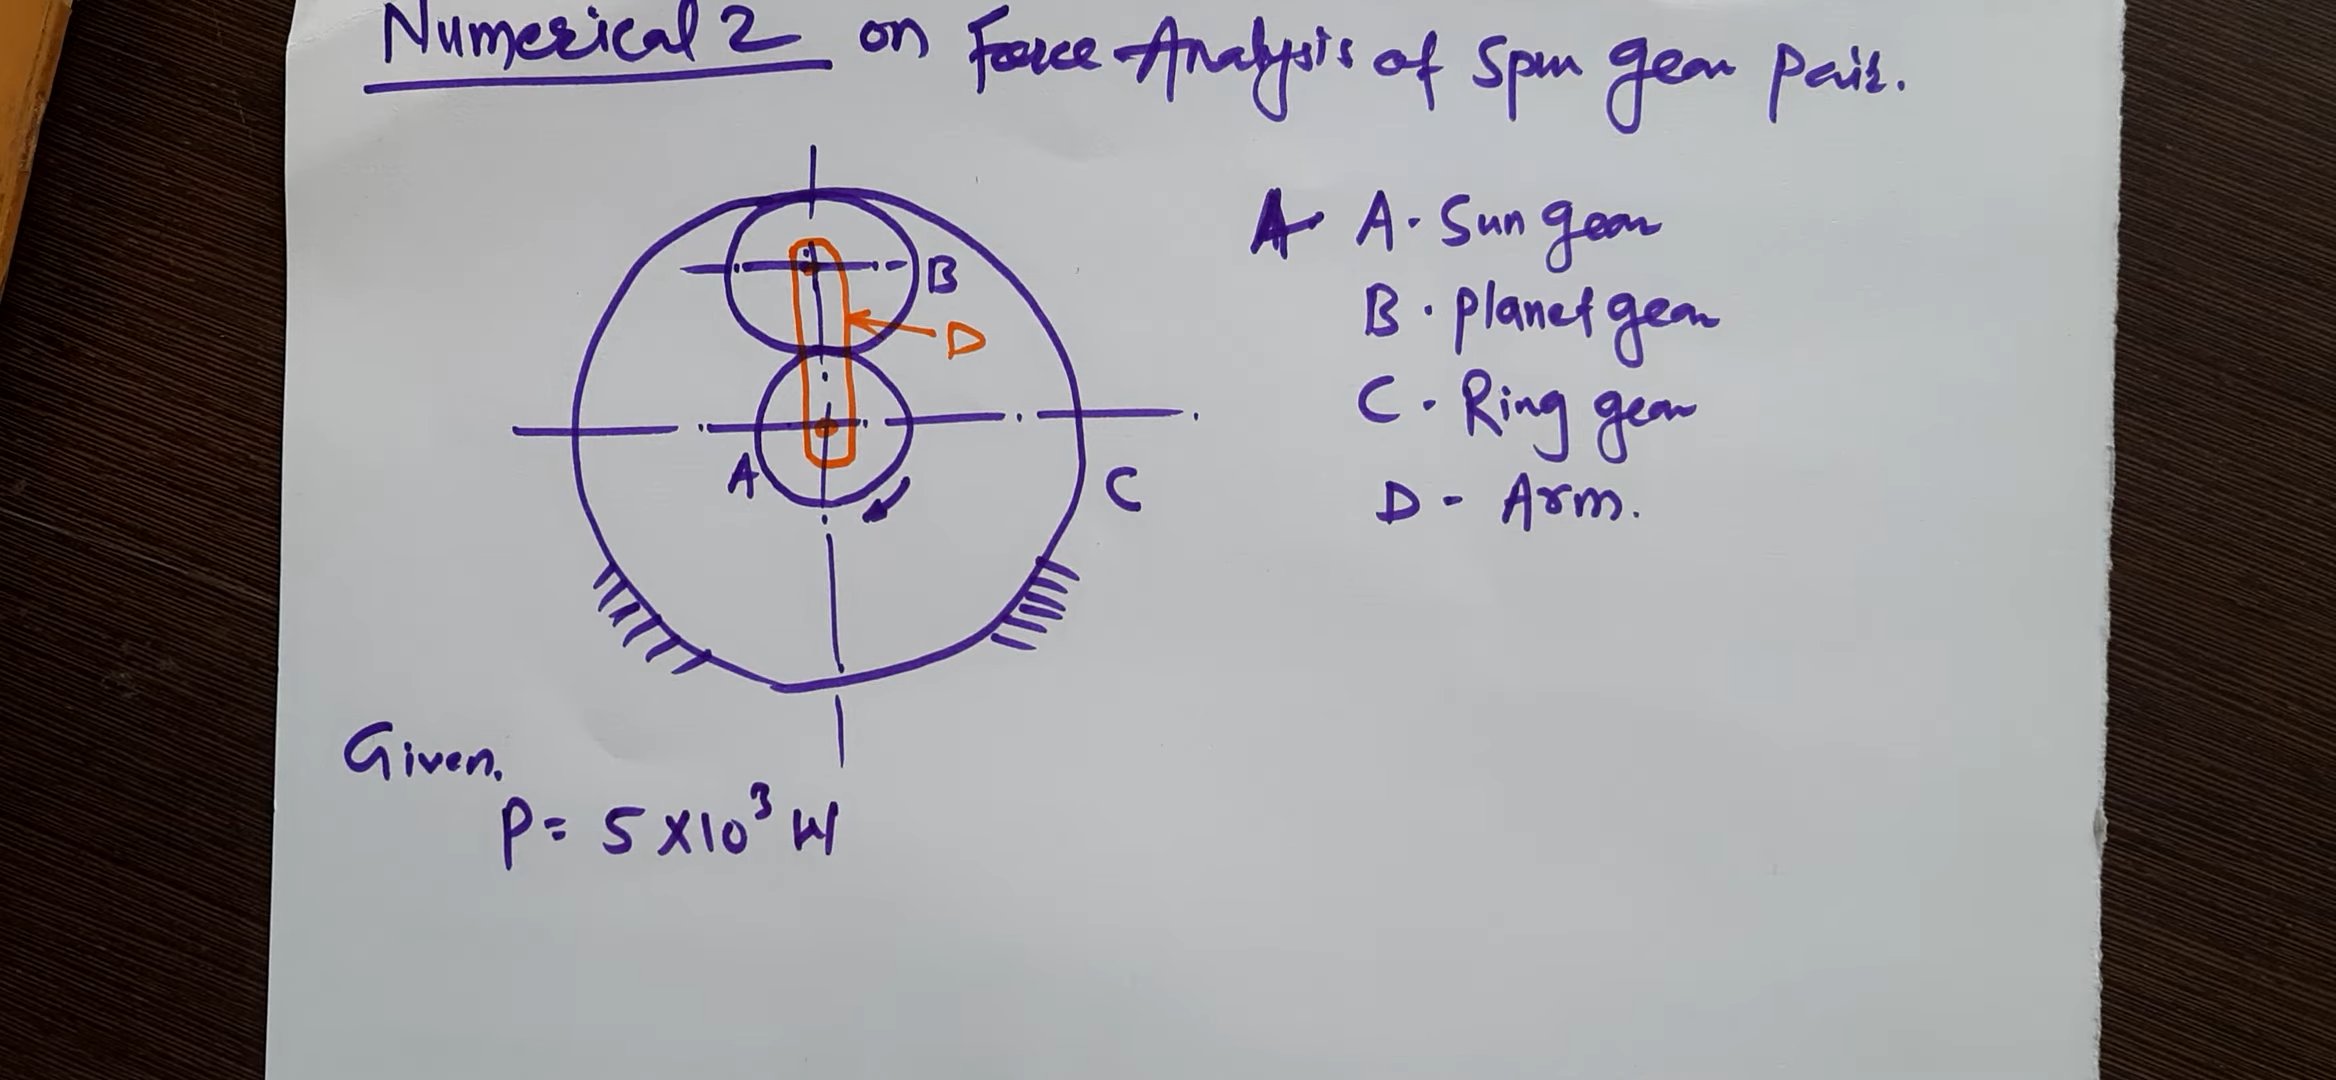 Numerical 2 on Force Analysis of Spur gear pair.
A A. Sun gear
B. planet gear
C. Ring gear
D - Arm.
B
D
A
C
Given.
P = 5 × 10³ W